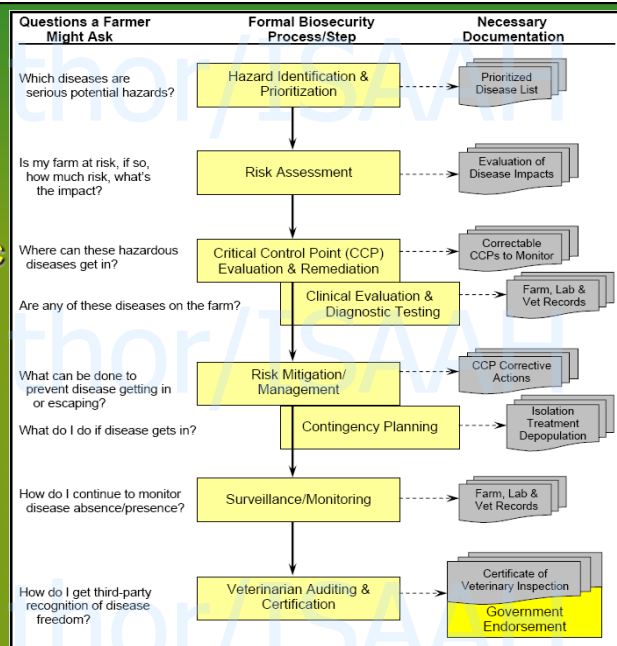 Questions a Farmer
Might Ask
Formal Biosecurity
Process/Step
Necessary
Documentation
Which diseases are
serious potential hazards?
Hazard Identification &
Prioritization
Prioritized
Disease List
Is my farm at risk, if so,
how much risk, what's
the impact?
Risk Assessment
Evaluation of
Disease Impacts
Where can these hazardous
diseases get in?
Critical Control Point (CCP)
Evaluation & Remediation
Correctable
CCPs to Monitor
Are any of these diseases on the farm?
Clinical Evaluation &
Diagnostic Testing
Farm, Lab &
Vet Records
What can be done to
prevent disease getting in
or escaping?
Risk Mitigation/
Management
CCP Corrective
Actions
What do I do if disease gets in?
Contingency Planning
Isolation
Treatment
Depopulation
How do I continue to monitor
disease absence/presence?
Surveillance/Monitoring
Farm, Lab &
Vet Records
How do I get third-party
recognition of disease
freedom?
Veterinarian Auditing &
Certification
Certificate of
Veterinary Inspection
Government
Endorsement
thor/ISAAH
thor/ISAAH
thor/ISAAH